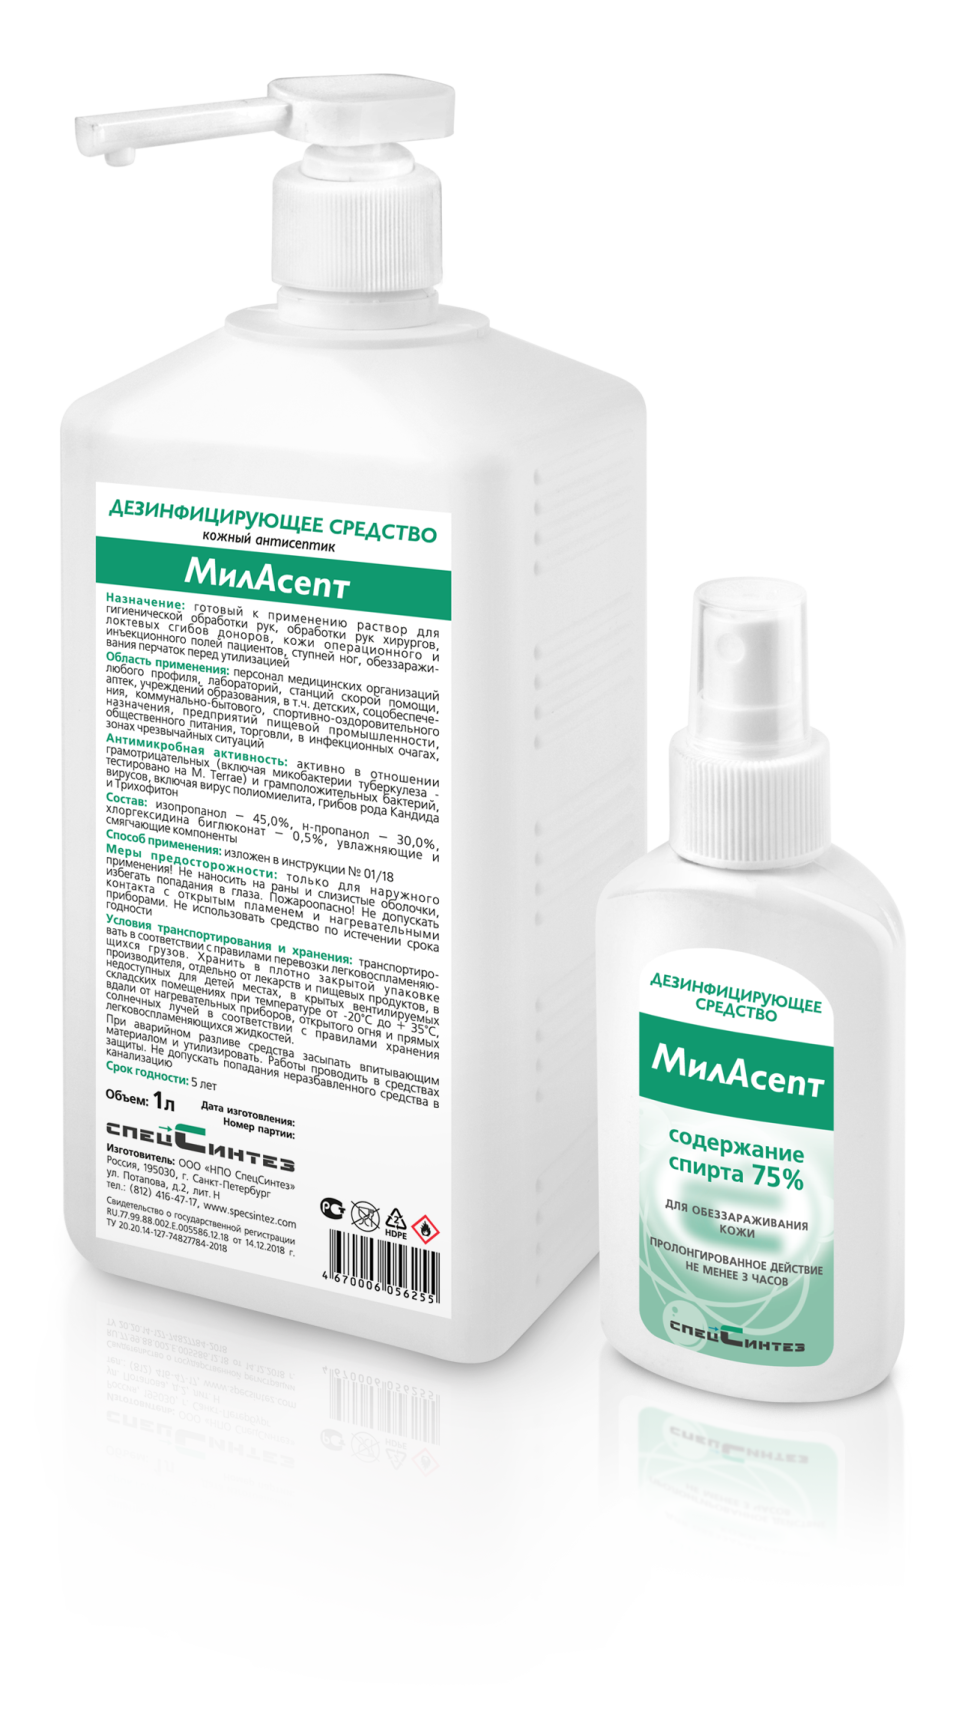 ДЕЗИНФИЦИРУЮЩЕЕ СРЕДСТВО
кожный антисептик
МилАсепт
Назначение: готовый к применению раствор для
гигиенической обработки рук, обработки рук хирургов,
локтевых сгибов доноров, кожи операционного и
инъекционного полей пациентов, ступней ног, обеззаражи-
вания перчаток перед утилизацией
Область применения: персонал медицинских организаций
любого профиля, лабораторий, станций скорой помощи,
аптек, учреждений образования, в т.ч. детских, соцобеспече-
ния, коммунально-бытового, спортивно-оздоровительного
назначения, предприятий пищевой промышленности,
общественного питания, торговли, в инфекционных очагах,
зонах чрезвычайных ситуаций
Антимикробная активность: активно в отношении
грамотрицательных (включая микобактерии туберкулеза -
тестировано на M. Terrae) и грамположительных бактерий,
вирусов, включая вирус полиомиелита, грибов рода Кандида
и Трихофитон
Состав: изопропанол – 45,0%, н-пропанол – 30,0%,
хлоргексидина биглюконат – 0,5%, увлажняющие и
смягчающие компоненты
Способ применения: изложен в инструкции № 01/18
Меры предосторожности: только для наружного
применения! Не наносить на раны и слизистые оболочки,
избегать попадания в глаза. Пожароопасно! Не допускать
контакта с открытым пламенем и нагревательными
приборами. Не использовать средство по истечении срока
годности
Условия транспортирования и хранения: транспортиро-
вать в соответствии с правилами перевозки легковоспламеняю-
щихся грузов. Хранить в плотно закрытой упаковке
производителя, отдельно от лекарств и пищевых продуктов, в
недоступных для детей местах, в крытых вентилируемых
складских помещениях при температуре от -20°С до + 35°С,
вдали от нагревательных приборов, открытого огня и прямых
солнечных лучей в соответствии с правилами хранения
легковоспламеняющихся жидкостей.
При аварийном разливе средства засыпать впитывающим
материалом и утилизировать. Работы проводить в средствах
защиты. Не допускать попадания неразбавленного средства в
канализацию
Срок годности: 5 лет
Объем: 1л
Дата изготовления:
Номер партии:
СПЕЦСИНТЕЗ
Изготовитель: ООО «НПО СпецСинтез»
Россия, 195030, г. Санкт-Петербург
ул. Потапова, д.2, лит. Н
тел.: (812) 416-47-17, www.specsintez.com
Свидетельство о государственной регистрации
RU.77.99.88.002.E.005586.12.18 от 14.12.2018 г.
ТУ 20.20.14-127-74827784-2018
РСТ
2
HDPE
4 670006 056255
ДЕЗИНФИЦИРУЮЩЕЕ
СРЕДСТВО
МилАсепт
содержание
спирта 75%
ДЛЯ ОБЕЗЗАРАЖИВАНИЯ
КОЖИ
ПРОЛОНГИРОВАННОЕ ДЕЙСТВИЕ
НЕ МЕНЕЕ 3 ЧАСОВ
СПЕЦСИНТЕЗ